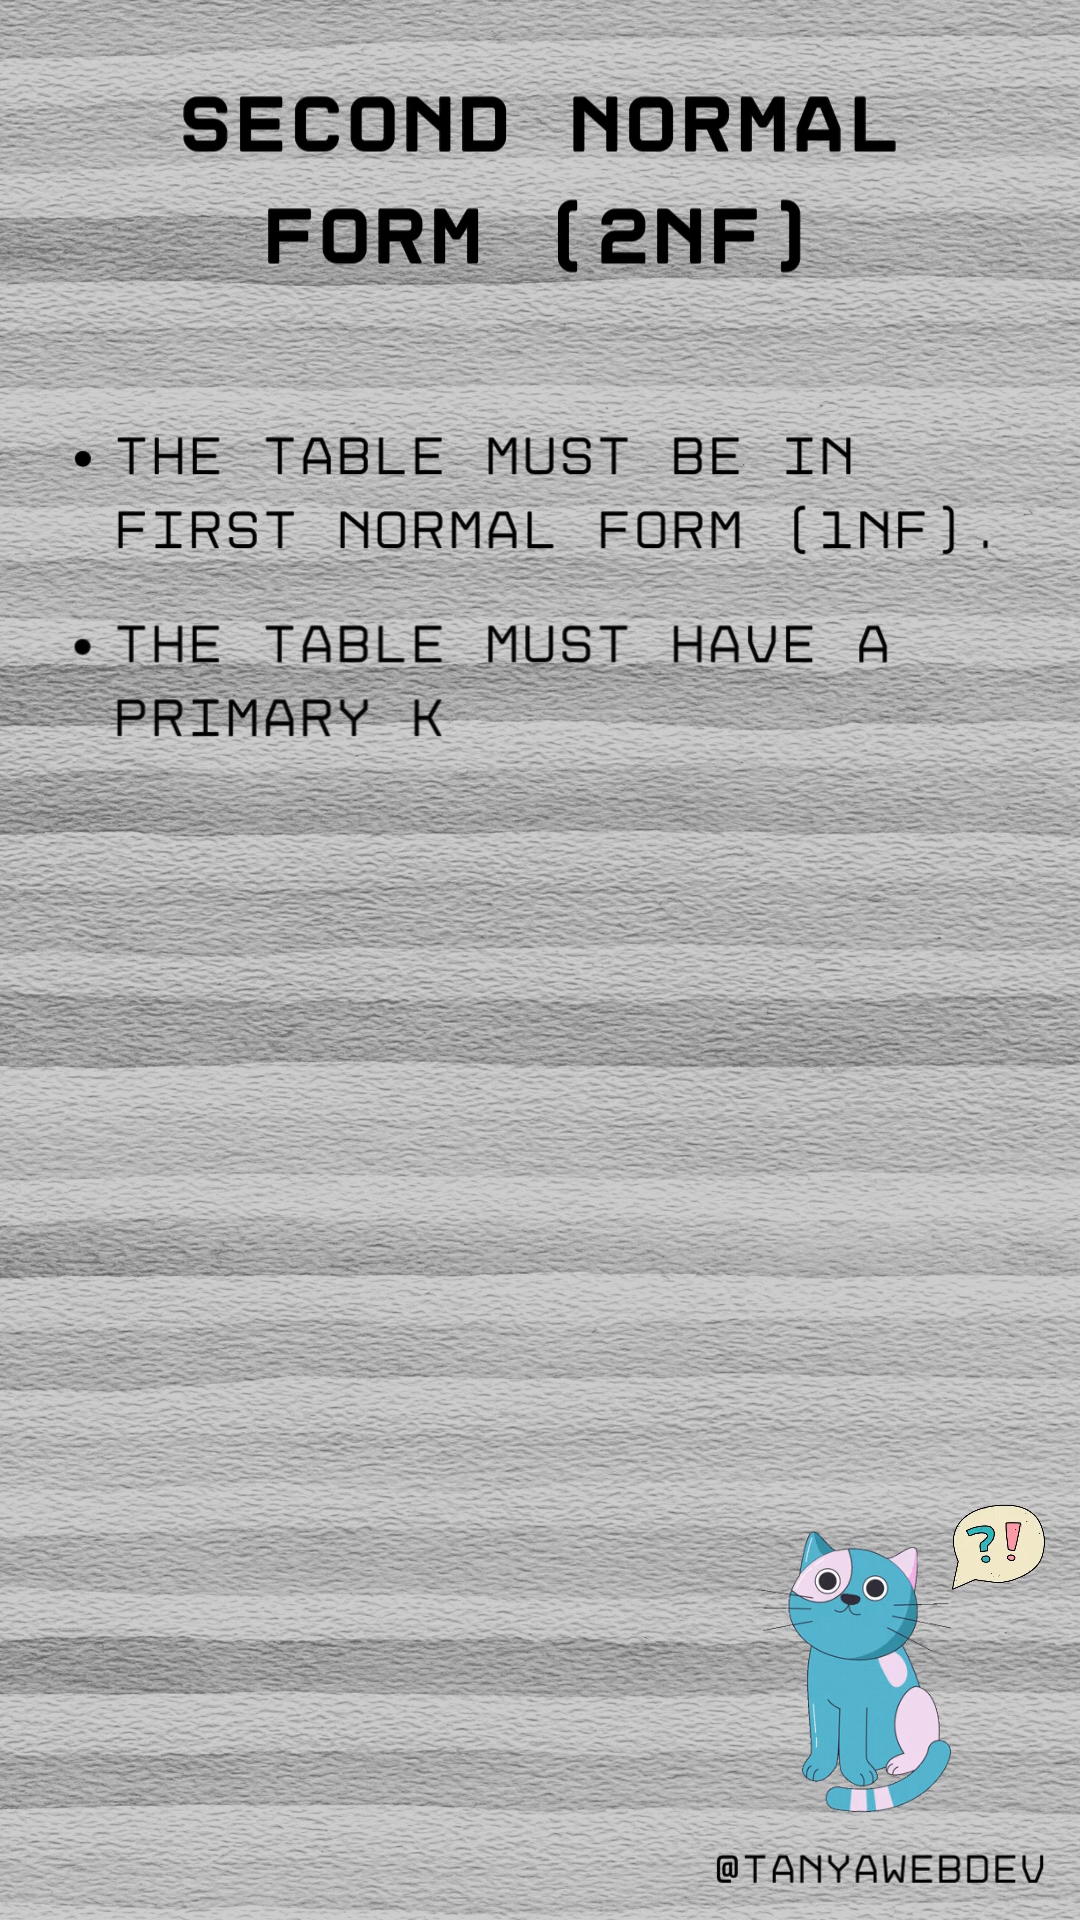 SECOND NORMAL
FORM (2NF)
• THE TABLE MUST BE IN
FIRST NORMAL FORM (1NF).
• THE TABLE MUST HAVE A
PRIMARY K
?!
@TANYAWEBDEV